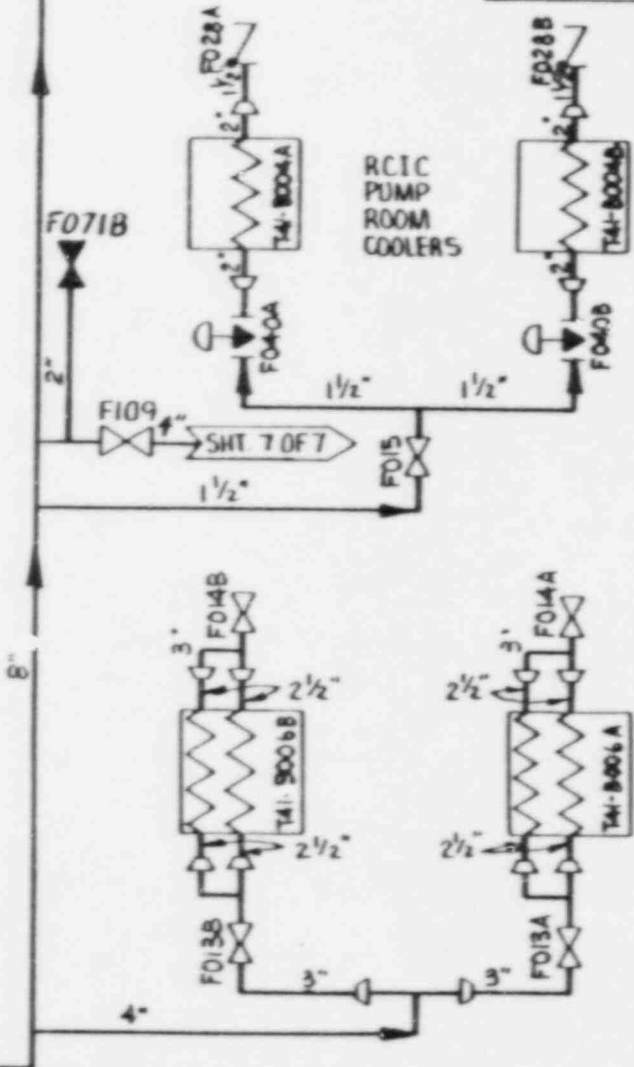 F028A
F028B
1½"
1½"
2"
2"
T41-B004A
RCIC
PUMP
ROOM
COOLERS
T41-B004B
F071B
2"
2"
F040A
F040B
2"
1½"
1½"
F109
4"
SHT. 7 OF 7
F015
1½"
F014B
F014A
3"
3"
8"
2½"
2½"
T41-B006B
T41-B006A
2½"
2½"
F013B
F013A
3"
3"
4"